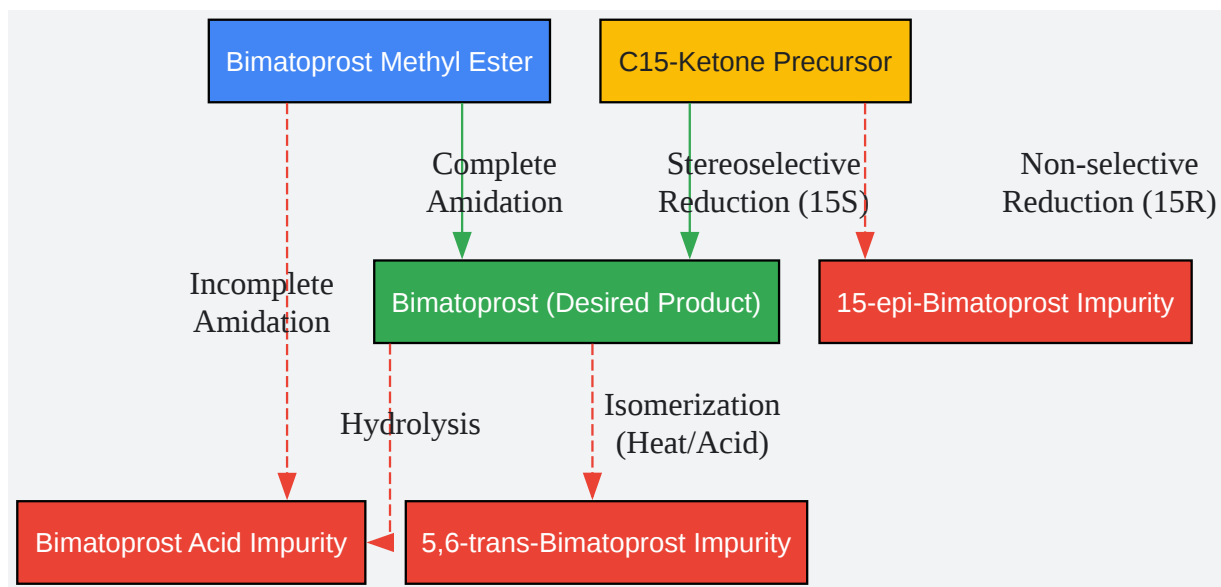 Bimatoprost Methyl Ester
C15-Ketone Precursor
Complete
Amidation
Stereoselective
Reduction (15S)
Non-selective
Reduction (15R)
Incomplete
Amidation
Bimatoprost (Desired Product)
15-epi-Bimatoprost Impurity
Hydrolysis
Isomerization
(Heat/Acid)
Bimatoprost Acid Impurity
5,6-trans-Bimatoprost Impurity